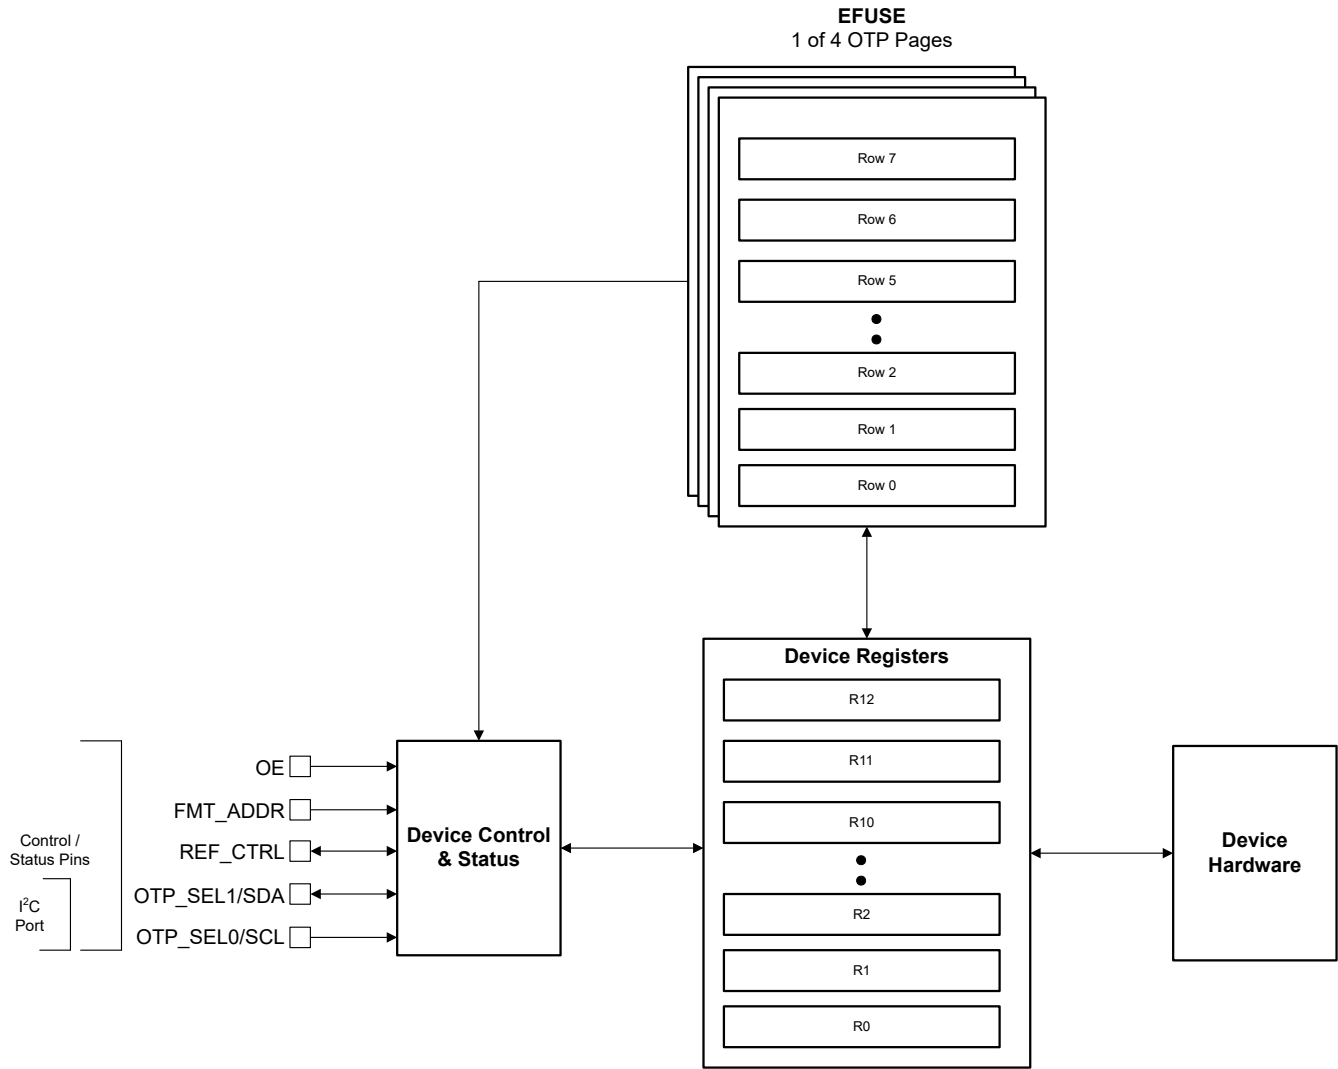 EFUSE
1 of 4 OTP Pages
Row 7
Row 6
Row 5
Row 2
Row 1
Row 0
Device Registers
R12
R11
R10
R2
R1
R0
OE
FMT_ADDR
REF_CTRL
OTP_SEL1/SDA
OTP_SEL0/SCL
Control /
Status Pins
I²C
Port
Device Control
& Status
Device
Hardware